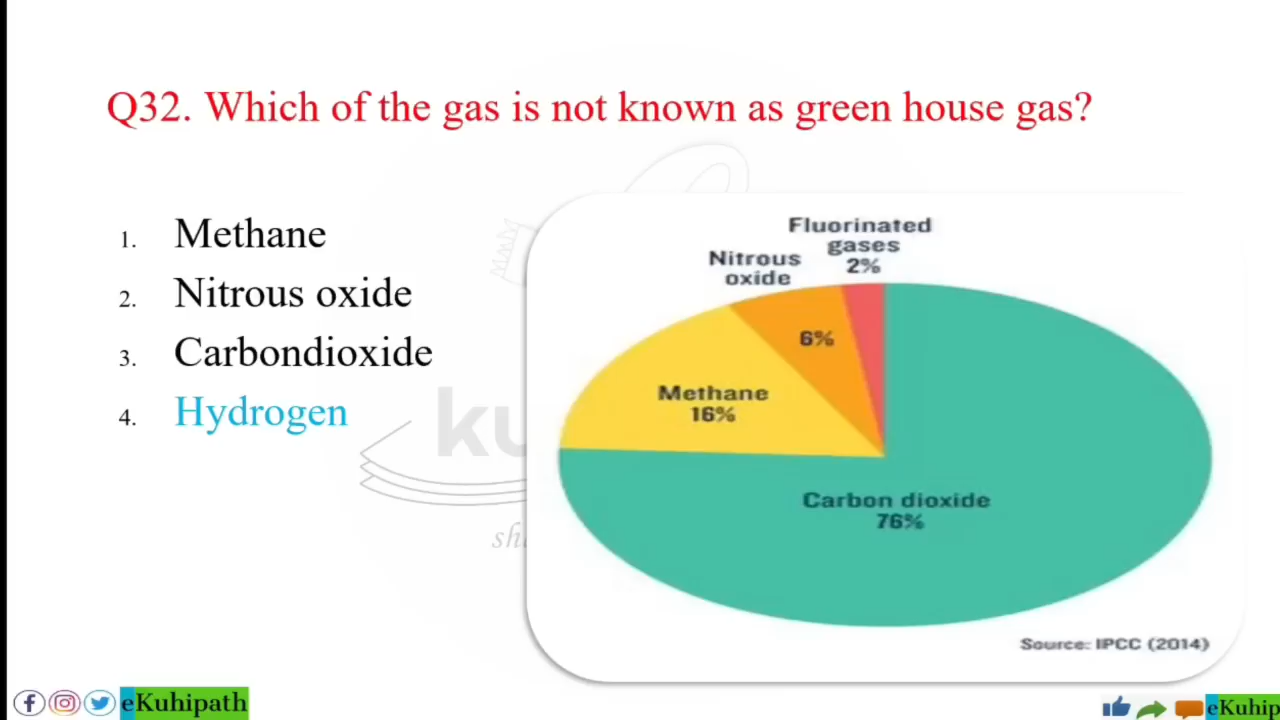 Q32. Which of the gas is not known as green house gas?
1. Methane
2. Nitrous oxide
3. Carbondioxide
4. Hydrogen
Fluorinated
gases
2%
Nitrous
oxide
6%
Methane
16%
Carbon dioxide
76%
Source: IPCC (2014)
eKuhipath
eKuhip